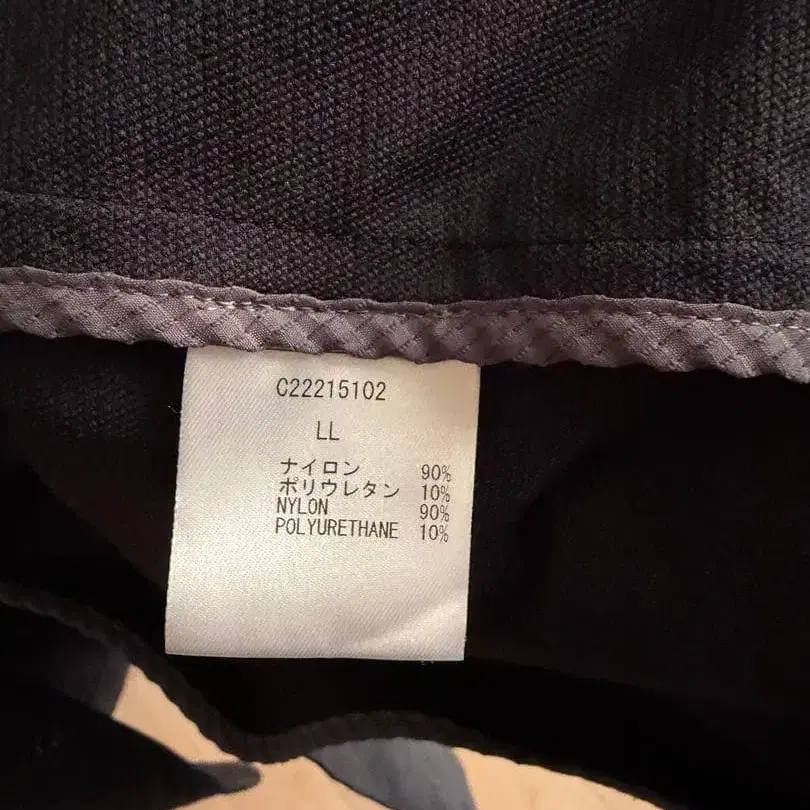 C22215102
LL
ナイロン 90%
ポリウレタン 10%
NYLON 90%
POLYURETHANE 10%